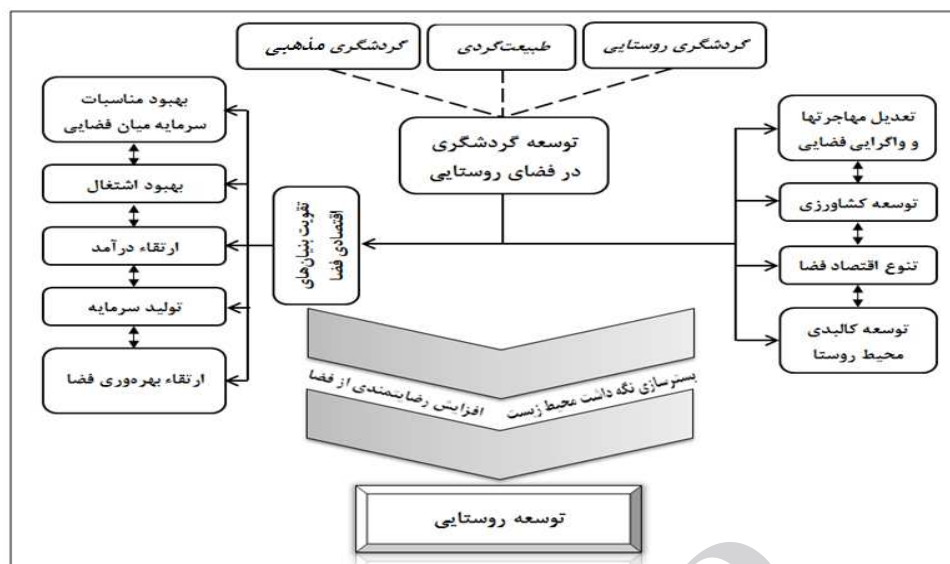 گردشگری روستایی
طبیعت‌گردی
گردشگری مذهبی
توسعه گردشگری
در فضای روستایی
تعدیل مهاجرتها
و واگرایی فضایی
توسعه کشاورزی
تنوع اقتصاد فضا
توسعه کالبدی
محیط روستا
تقویت بنیان‌های
اقتصادی فضا
بهبود مناسبات
سرمایه میان فضایی
بهبود اشتغال
ارتقاء درآمد
تولید سرمایه
ارتقاء بهره‌وری فضا
بسترسازی نگه داشت محیط زیست
افزایش رضایتمندی از فضا
توسعه روستایی